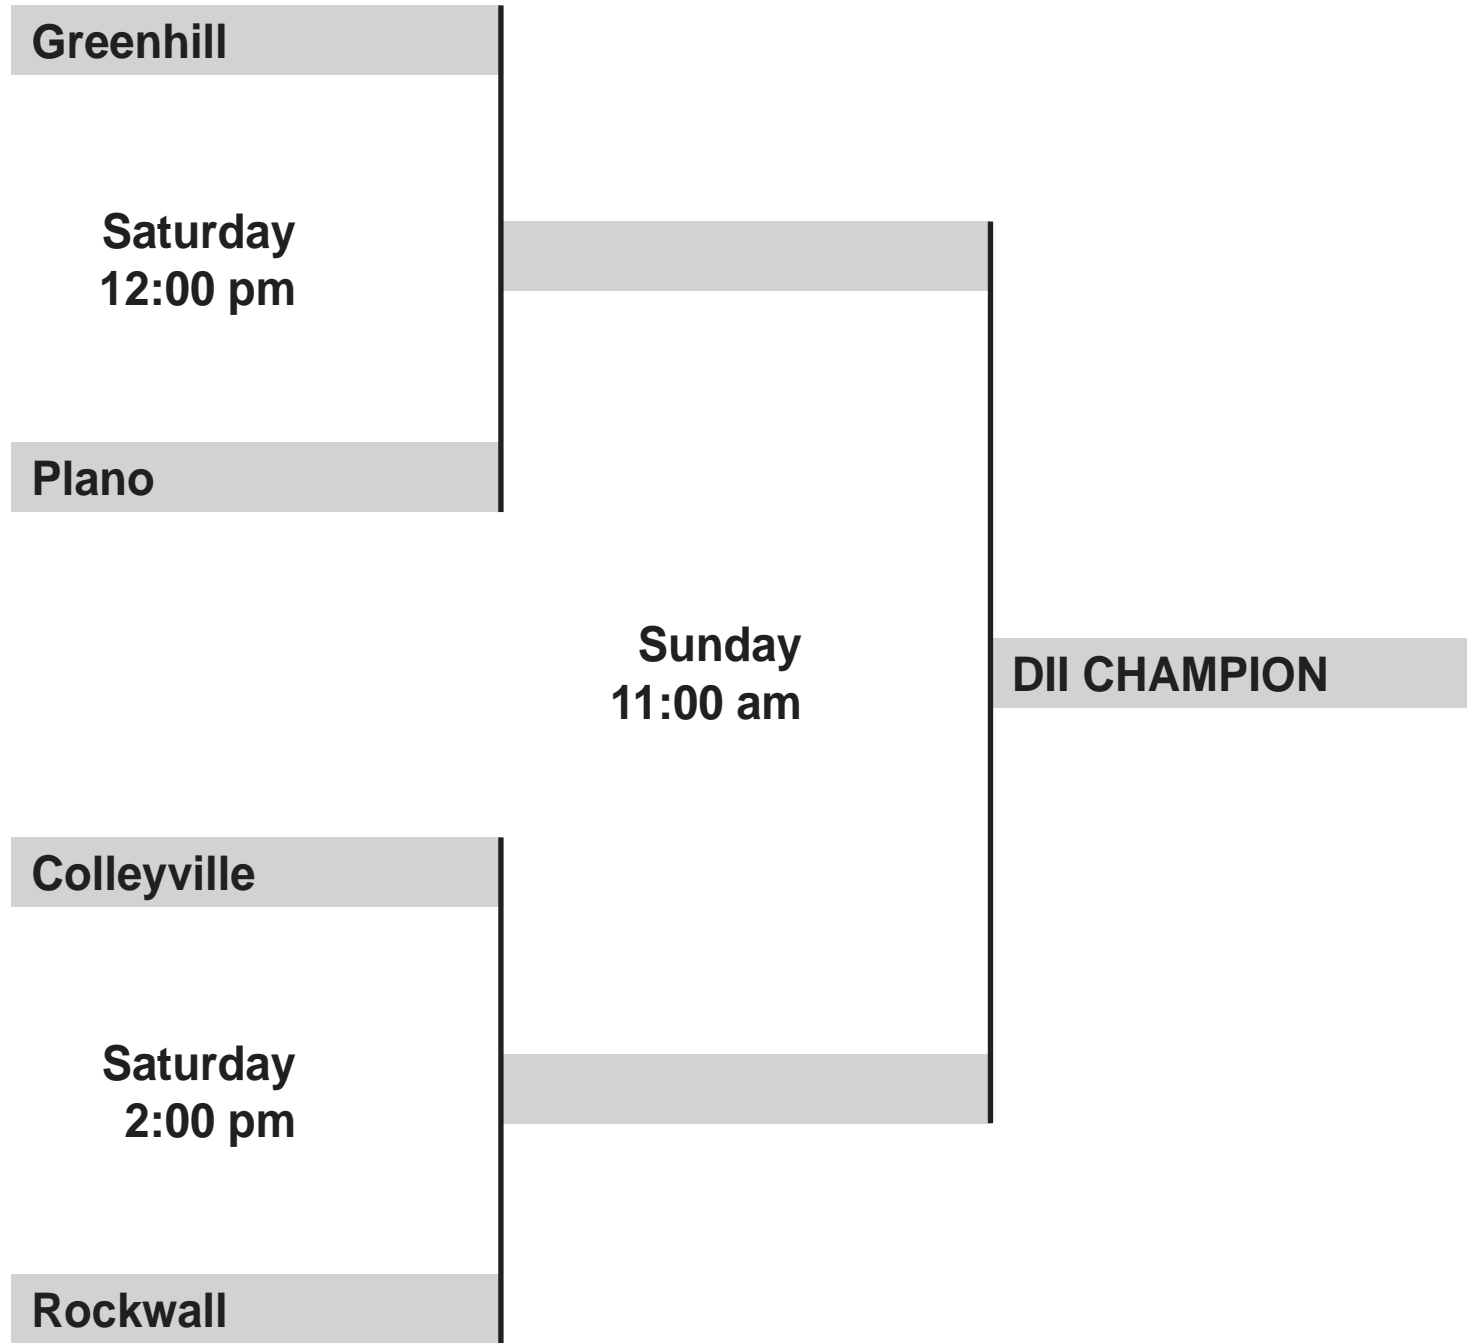 Greenhill
Saturday
12:00 pm
Plano
Sunday
11:00 am
DII CHAMPION
Colleyville
Saturday
2:00 pm
Rockwall